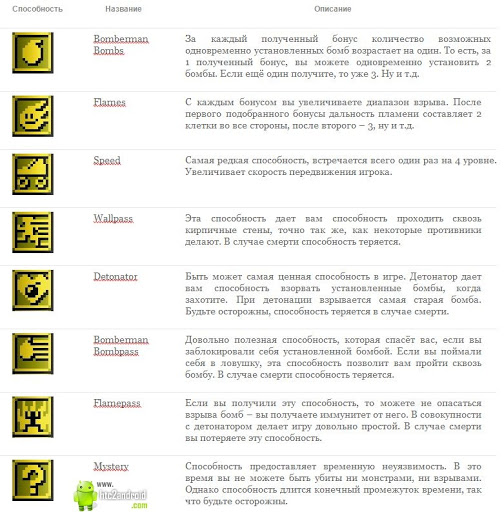 Способность Название Описание
Bomberman Bombs
За каждый полученный бонус количество возможных
одновременно установленных бомб возрастает на один. То есть, за
1 полученный бонус, вы можете одновременно установить 2
бомбы. Если ещё один получите, то уже 3. Ну и т.д.
Flames
С каждым бонусом вы увеличиваете диапазон взрыва. После
первого подобранного бонусы дальность пламени составляет 2
клетки во все стороны, после второго – 3, ну и т.д.
Speed
Самая редкая способность, встречается всего один раз на 4 уровне.
Увеличивает скорость передвижения игрока.
Wallpass
Эта способность дает вам способность проходить сквозь
кирпичные стены, точно так же, как некоторые противники
делают. В случае смерти способность теряется.
Detonator
Быть может самая ценная способность в игре. Детонатор дает
вам способность взорвать установленные бомбы, когда
захотите. При детонации взрывается самая старая бомба.
Будьте осторожны, способность теряется в случае смерти.
Bomberman
Bombpass
Довольно полезная способность, которая спасёт вас, если вы
заблокировали себя установленной бомбой. Если вы поймали
себя в ловушку, эта способность позволит вам пройти сквозь
бомбу. В случае смерти способность теряется.
Flamepass
Если вы получили эту способность, то можете не опасаться
взрыва бомб – вы получаете иммунитет от него. В совокупности
с детонатором делает игру довольно простой. В случае смерти
вы потеряете эту способность.
Mystery
Способность предоставляет временную неуязвимость. В это
время вы не можете быть убиты ни монстрами, ни взрывами.
Однако способность длится конечный промежуток времени, так
что будьте осторожны.
www.
hto2android
.com